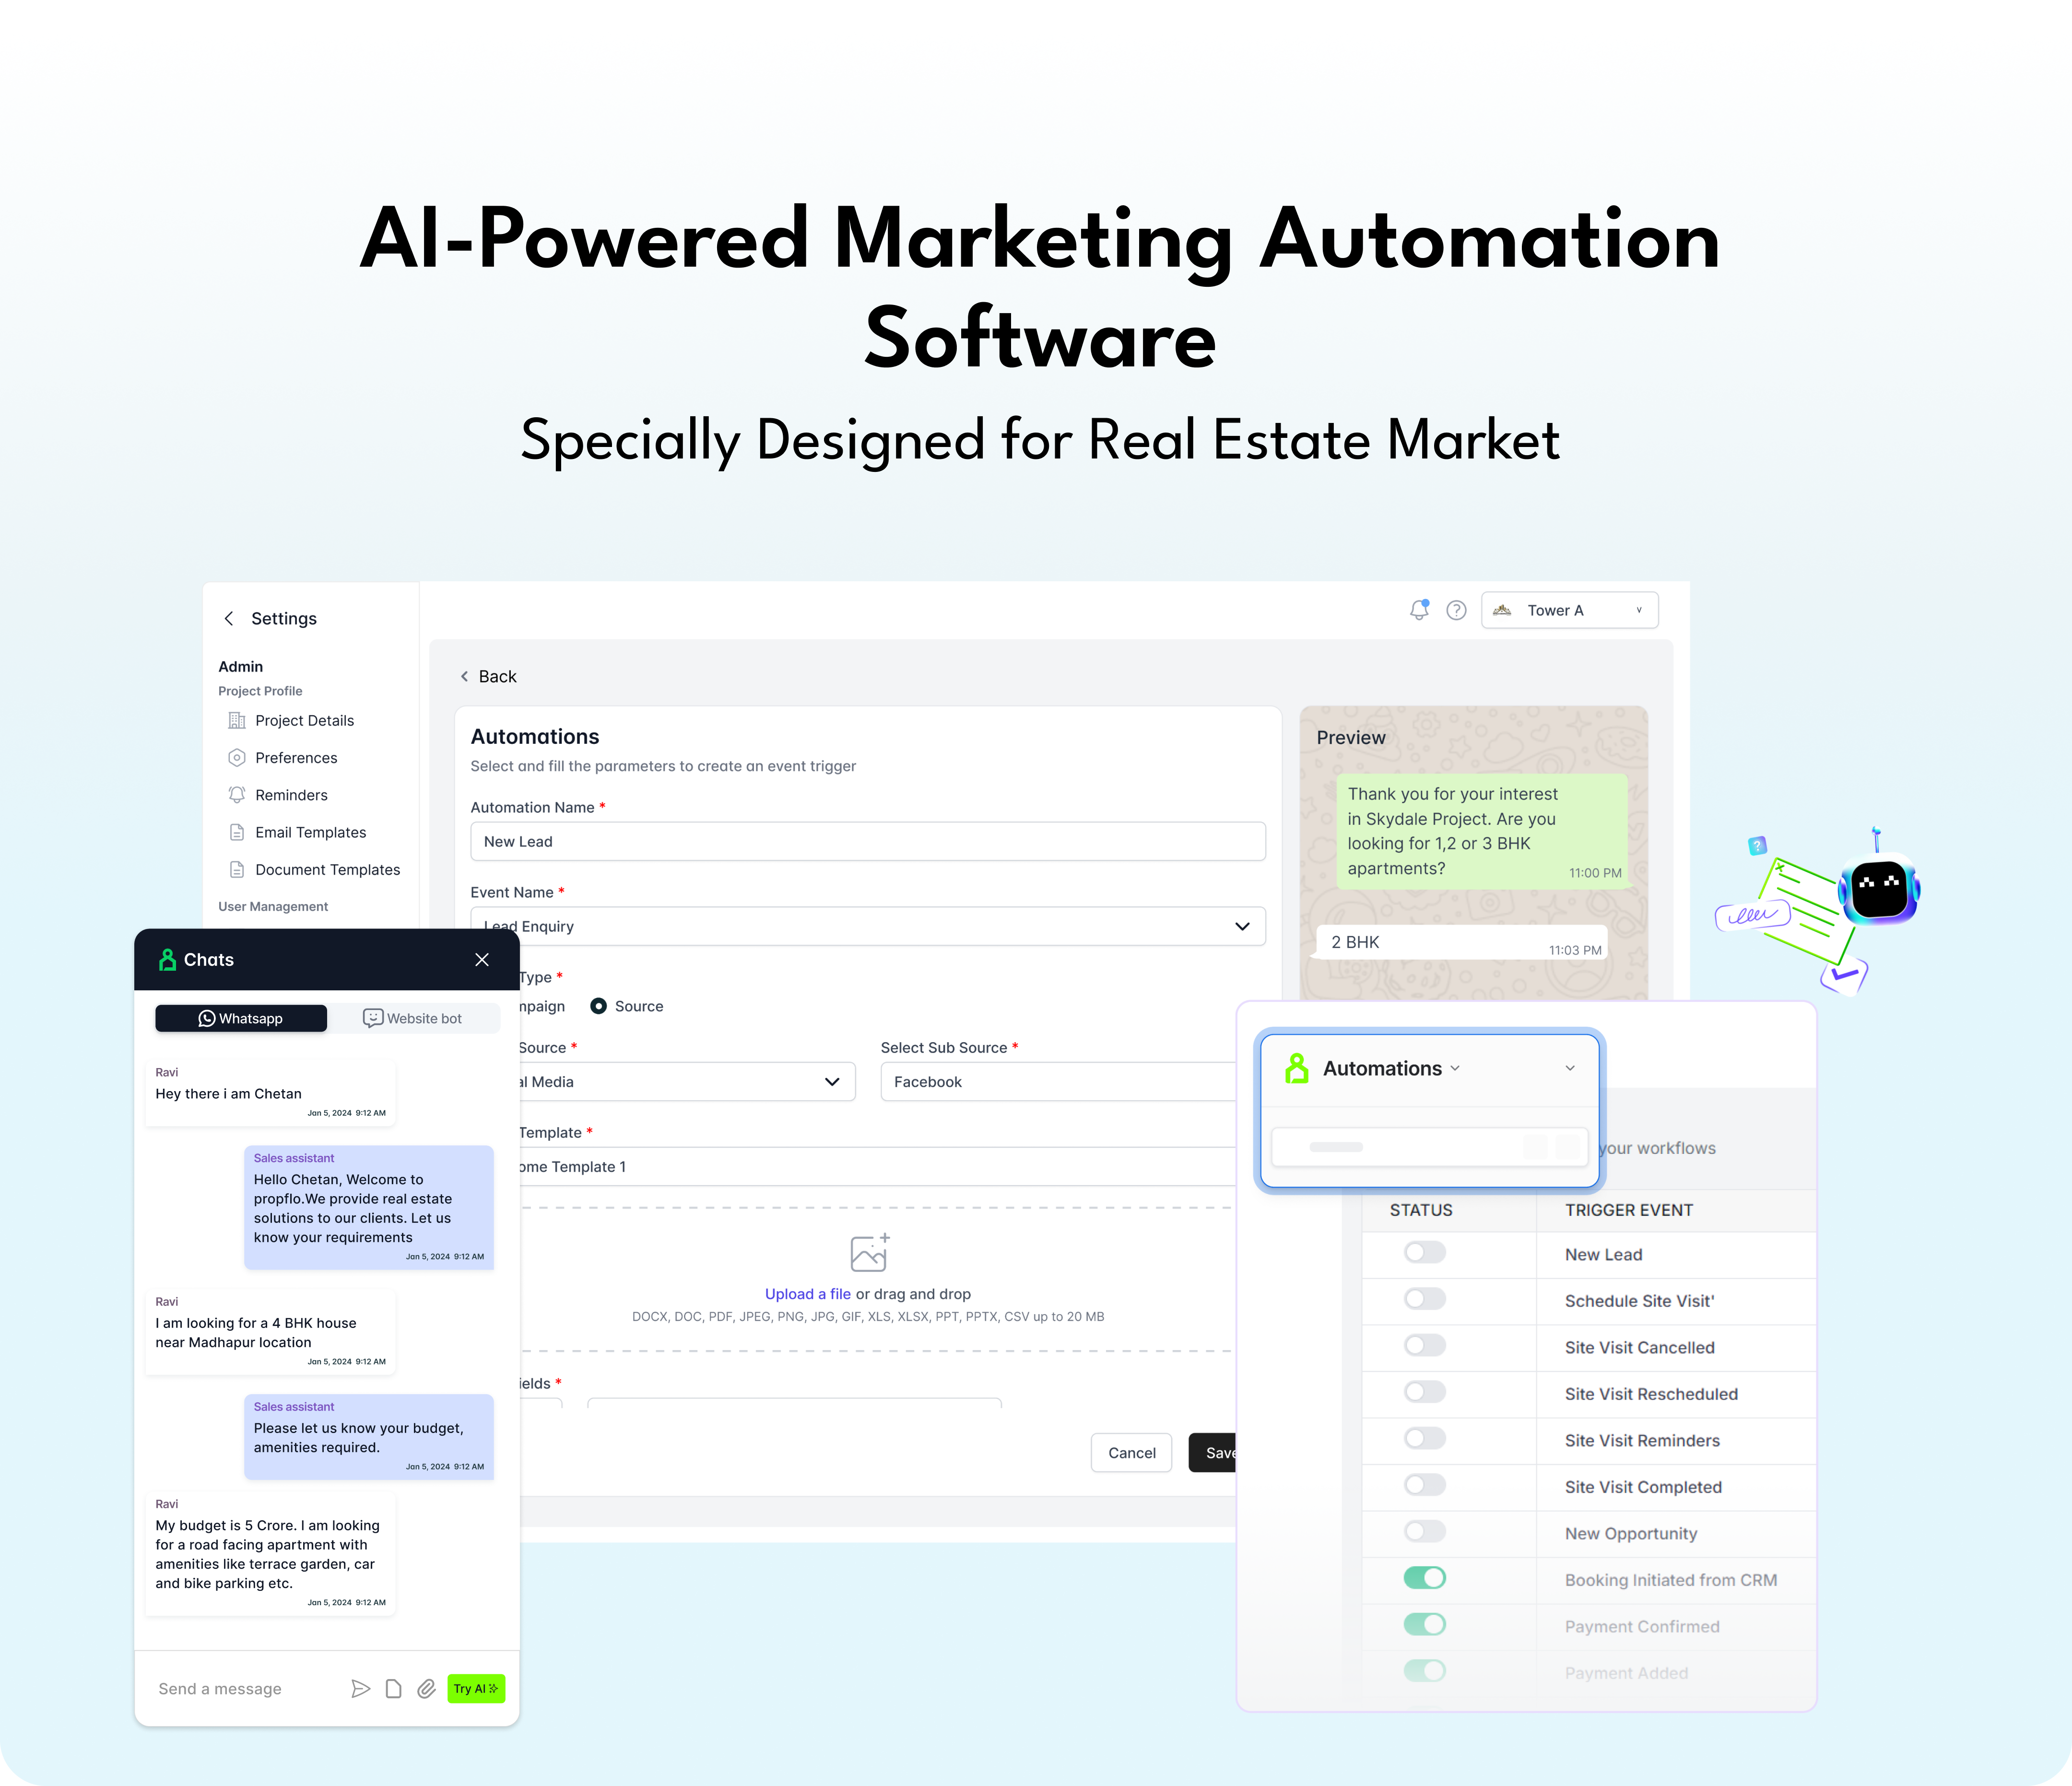 AI-Powered Marketing Automation
Software
Specially Designed for Real Estate Market
Settings
Admin
Project Profile
Project Details
Preferences
Reminders
Email Templates
Document Templates
User Management
Tower A
Back
Automations
Select and fill the parameters to create an event trigger
Automation Name *
New Lead
Event Name *
Lead Enquiry
Type *
Source
Source *
Select Sub Source *
Facebook
Media
Template *
Template 1
Upload a file or drag and drop
DOCX, DOC, PDF, JPEG, PNG, JPG, GIF, XLS, XLSX, PPT, PPTX, CSV up to 20 MB
Cancel
Save
Preview
Thank you for your interest
in Skydale Project. Are you
looking for 1,2 or 3 BHK
apartments?
11:00 PM
2 BHK
11:03 PM
Chats
Whatsapp
Website bot
Ravi
Hey there i am Chetan
Jan 5, 2024 9:12 AM
Sales assistant
Hello Chetan, Welcome to
propflo.We provide real estate
solutions to our clients. Let us
know your requirements
Jan 5, 2024 9:12 AM
Ravi
I am looking for a 4 BHK house
near Madhapur location
Jan 5, 2024 9:12 AM
Sales assistant
Please let us know your budget,
amenities required.
Jan 5, 2024 9:12 AM
Ravi
My budget is 5 Crore. I am looking
for a road facing apartment with
amenities like terrace garden, car
and bike parking etc.
Jan 5, 2024 9:12 AM
Send a message
Try AI
Automations
your workflows
STATUS
TRIGGER EVENT
New Lead
Schedule Site Visit'
Site Visit Cancelled
Site Visit Rescheduled
Site Visit Reminders
Site Visit Completed
New Opportunity
Booking Initiated from CRM
Payment Confirmed
Payment Added